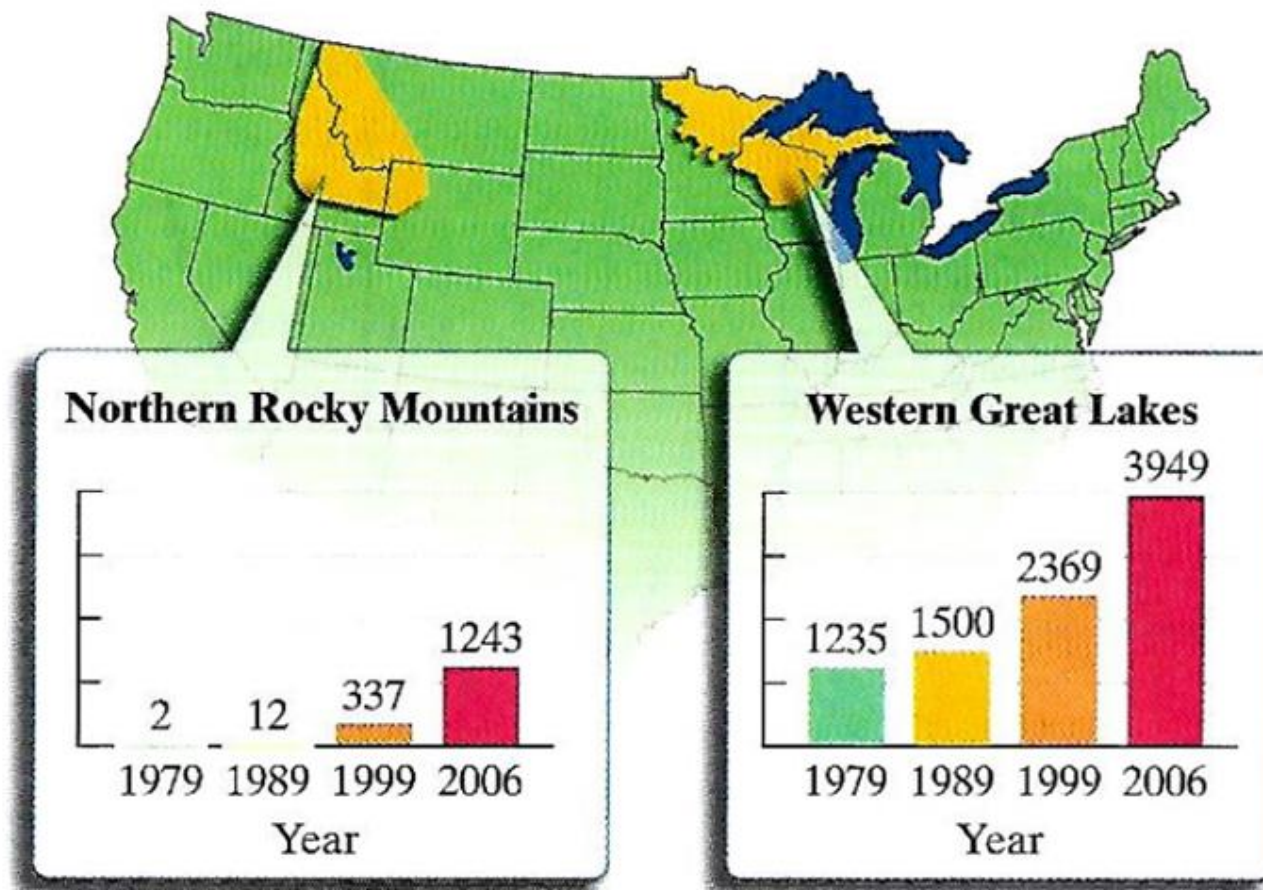 Northern Rocky Mountains
2
12
337
1243
1979 1989 1999 2006
Year
Western Great Lakes
1235
1500
2369
3949
1979 1989 1999 2006
Year